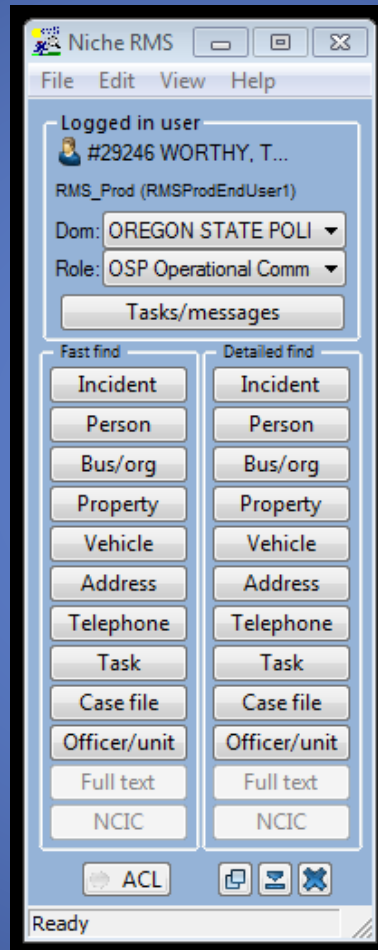 Niche RMS
File Edit View Help
Logged in user
#29246 WORTHY, T...
RMS_Prod (RMSProdEndUser1)
Dom: OREGON STATE POLI
Role: OSP Operational Comm
Tasks/messages
Fast find Detailed find
Incident Incident
Person Person
Bus/org Bus/org
Property Property
Vehicle Vehicle
Address Address
Telephone Telephone
Task Task
Case file Case file
Officer/unit Officer/unit
Full text Full text
NCIC NCIC
ACL
Ready